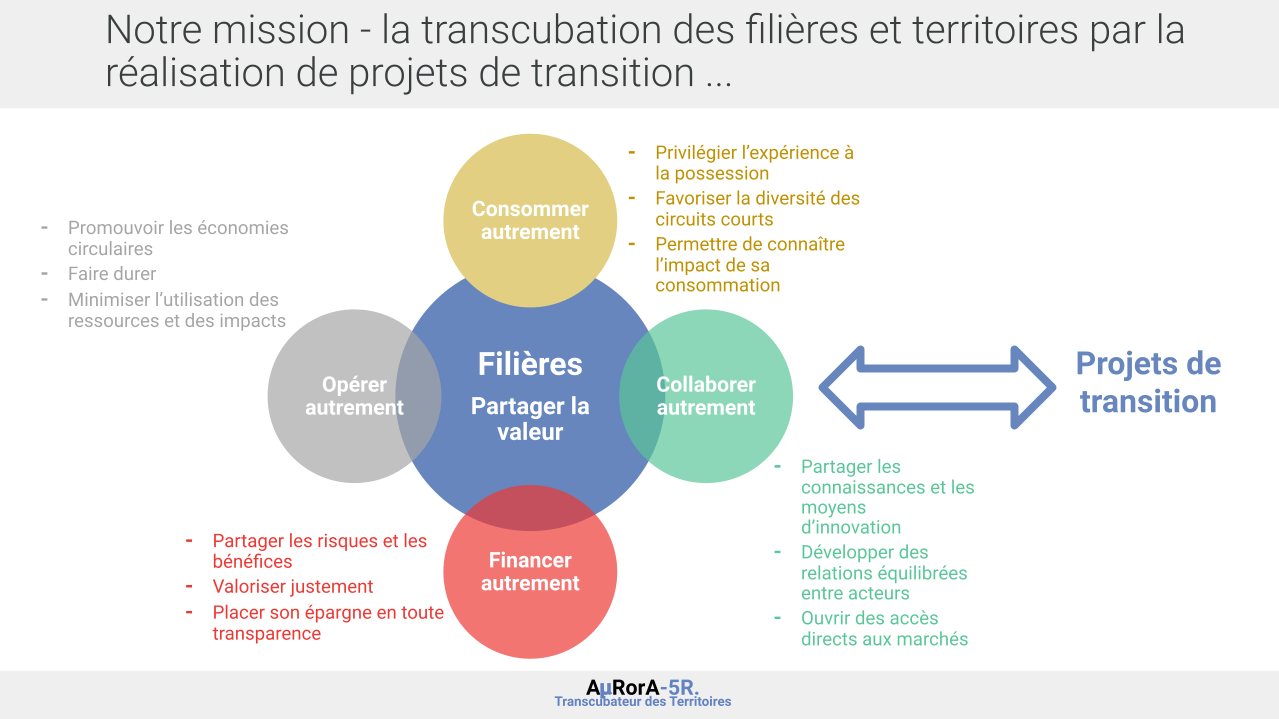 Notre mission - la transcubation des filières et territoires par la
réalisation de projets de transition ...
Consommer
autrement
- Privilégier l’expérience à
la possession
- Favoriser la diversité des
circuits courts
- Permettre de connaître
l’impact de sa
consommation
- Promouvoir les économies
circulaires
- Faire durer
- Minimiser l’utilisation des
ressources et des impacts
Opérer
autrement
Filières
Partager la
valeur
Collaborer
autrement
Projets de
transition
- Partager les
connaissances et les
moyens
d’innovation
- Développer des
relations équilibrées
entre acteurs
- Ouvrir des accès
directs aux marchés
- Partager les risques et les
bénéfices
- Valoriser justement
- Placer son épargne en toute
transparence
Financer
autrement
AµRorA-5R.
Transcubateur des Territoires